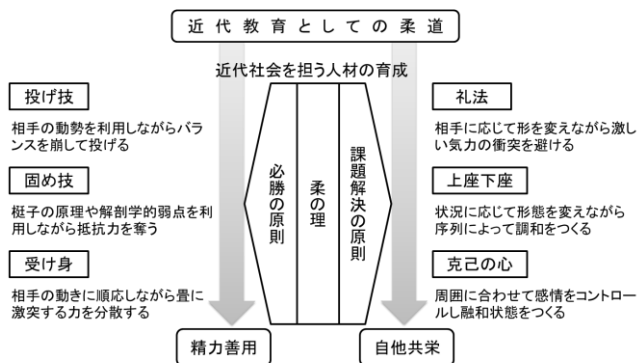 近代教育としての柔道
近代社会を担う人材の育成
投げ技
相手の動勢を利用しながらバラ
ンスを崩して投げる
固め技
梃子の原理や解剖学的弱点を利
用しながら抵抗力を奪う
受け身
相手の動きに順応しながら畳に
激突する力を分散する
必勝の原則
柔の理
課題解決の原則
礼法
相手に応じて形を変えながら激し
い気力の衝突を避ける
上座下座
状況に応じて形態を変えながら
序列によって調和をつくる
克己の心
周囲に合わせて感情をコントロー
ルし融和状態をつくる
精力善用
自他共栄